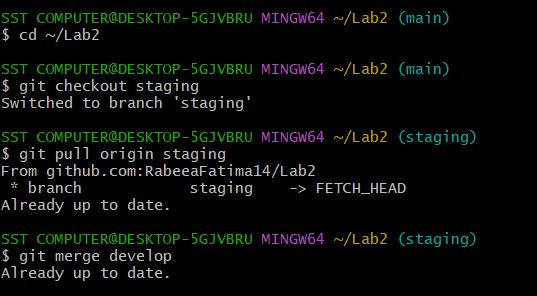 SST COMPUTER@DESKTOP-5GJVBRU MINGW64 ~/Lab2 (main)
$ cd ~/Lab2
SST COMPUTER@DESKTOP-5GJVBRU MINGW64 ~/Lab2 (main)
$ git checkout staging
Switched to branch 'staging'
SST COMPUTER@DESKTOP-5GJVBRU MINGW64 ~/Lab2 (staging)
$ git pull origin staging
From github.com:RabeeaFatima14/Lab2
 * branch            staging    -> FETCH_HEAD
Already up to date.
SST COMPUTER@DESKTOP-5GJVBRU MINGW64 ~/Lab2 (staging)
$ git merge develop
Already up to date.